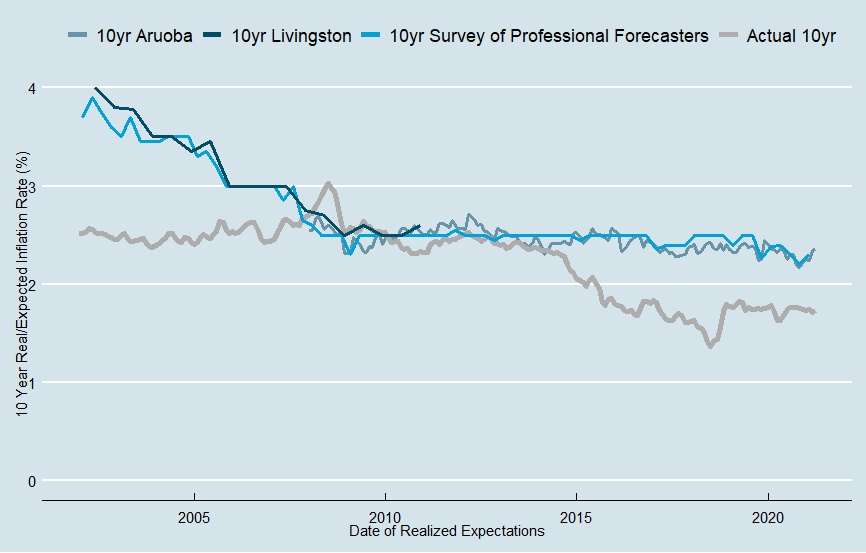 10yr Aruoba 10yr Livingston 10yr Survey of Professional Forecasters Actual 10yr
10 Year Real/Expected Inflation Rate (%)
4
3
2
1
0
2005 2010 2015 2020
Date of Realized Expectations